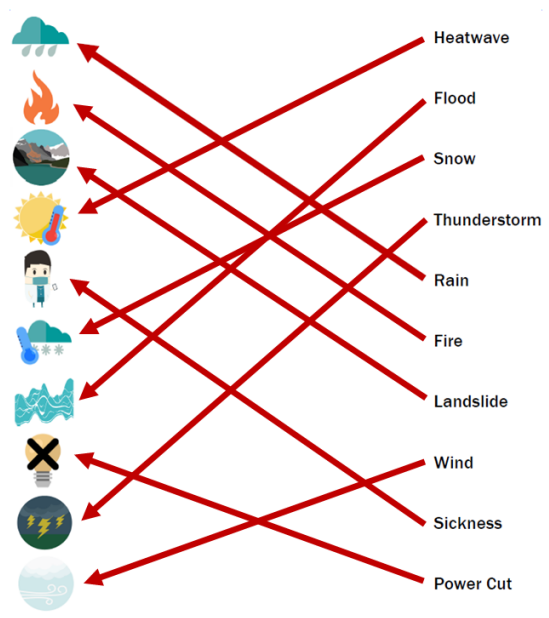 Heatwave
Flood
Snow
Thunderstorm
Rain
Fire
Landslide
Wind
Sickness
Power Cut